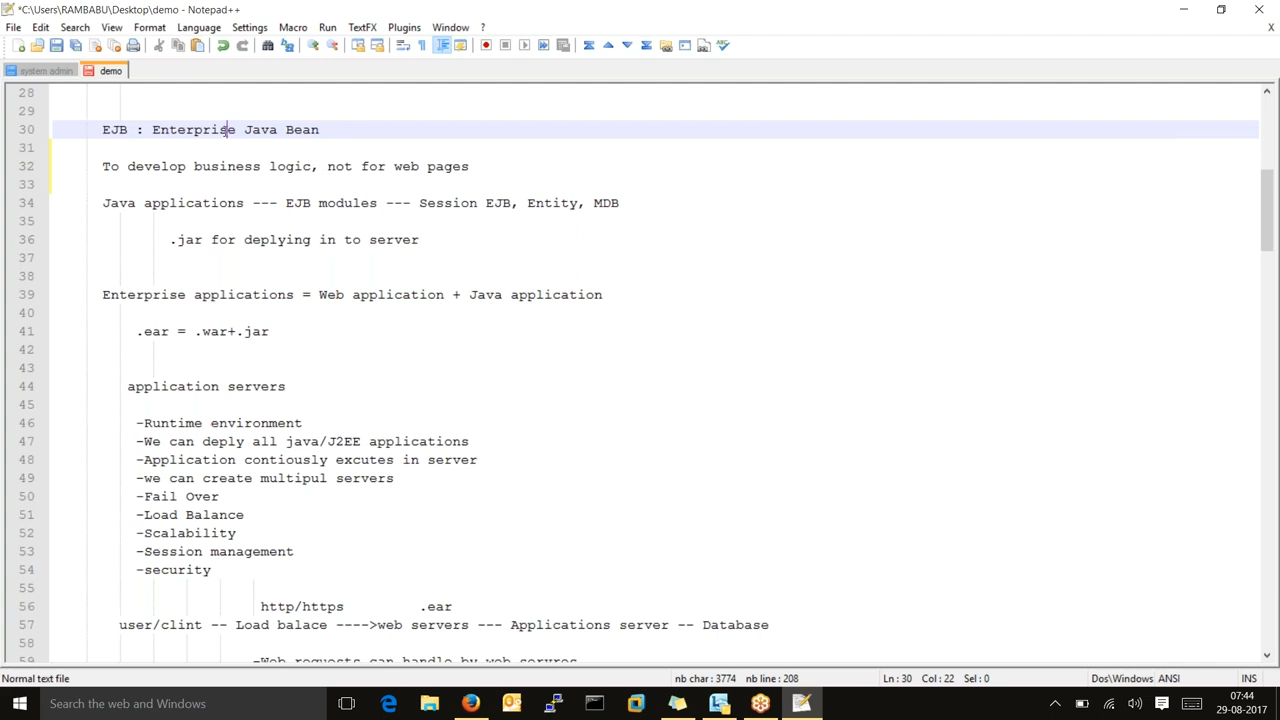 *C:\Users\RAMBABU\Desktop\demo - Notepad++
File Edit Search View Format Language Settings Macro Run TextFX Plugins Window ? X
system admin demo
28
29
30 EJB : Enterprise Java Bean
31
32 To develop business logic, not for web pages
33
34 Java applications --- EJB modules --- Session EJB, Entity, MDB
35
36 .jar for deplying in to server
37
38
39 Enterprise applications = Web application + Java application
40
41 .ear = .war+.jar
42
43
44 application servers
45
46 -Runtime environment
47 -We can deply all java/J2EE applications
48 -Application contiously excutes in server
49 -we can create multipul servers
50 -Fail Over
51 -Load Balance
52 -Scalability
53 -Session management
54 -security
55
56 http/https .ear
57 user/clint -- Load balace ---->web servers --- Applications server -- Database
58
59 -Web requests can handle by web servres
Normal text file nb char : 3774 nb line : 208 Ln : 30 Col : 22 Sel : 0 Dos\Windows ANSI INS
Search the web and Windows 07:44
29-08-2017